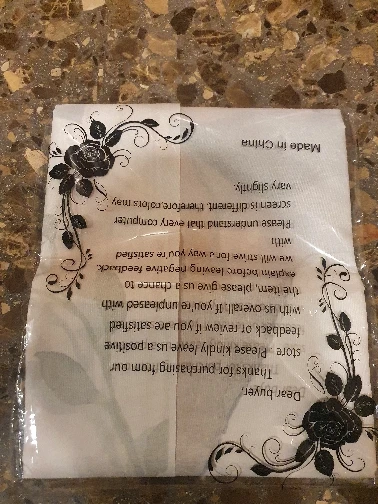 Dear buyer,
Thanks for purchasing from our
store. Please kindly leave us a positive
feedback or review if you are satisfied
with us overall. If you're unpleased with
the item, please give us a chance to
explain before leaving negative feedback
we will strive for a way you're satisfied
with
Please understand that every computer
screen is different, therefore,colors may
vary slightly.
Made in China